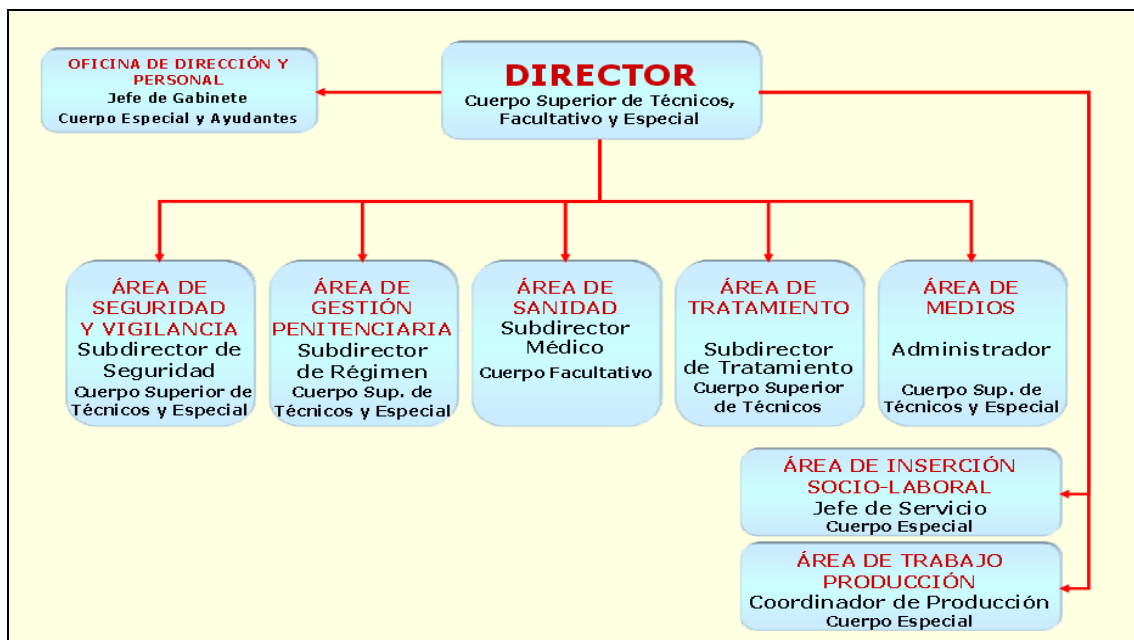 OFICINA DE DIRECCIÓN Y
PERSONAL
Jefe de Gabinete
Cuerpo Especial y Ayudantes
DIRECTOR
Cuerpo Superior de Técnicos,
Facultativo y Especial
ÁREA DE
SEGURIDAD
Y VIGILANCIA
Subdirector de
Seguridad
Cuerpo Superior de
Técnicos y Especial
ÁREA DE
GESTIÓN
PENITENCIARIA
Subdirector
de Régimen
Cuerpo Sup. de
Técnicos y Especial
ÁREA DE
SANIDAD
Subdirector
Médico
Cuerpo Facultativo
ÁREA DE
TRATAMIENTO
Subdirector
de Tratamiento
Cuerpo Superior
de Técnicos
ÁREA DE
MEDIOS
Administrador
Cuerpo Sup. de
Técnicos y Especial
ÁREA DE INSERCIÓN
SOCIO-LABORAL
Jefe de Servicio
Cuerpo Especial
ÁREA DE TRABAJO
PRODUCCIÓN
Coordinador de Producción
Cuerpo Especial